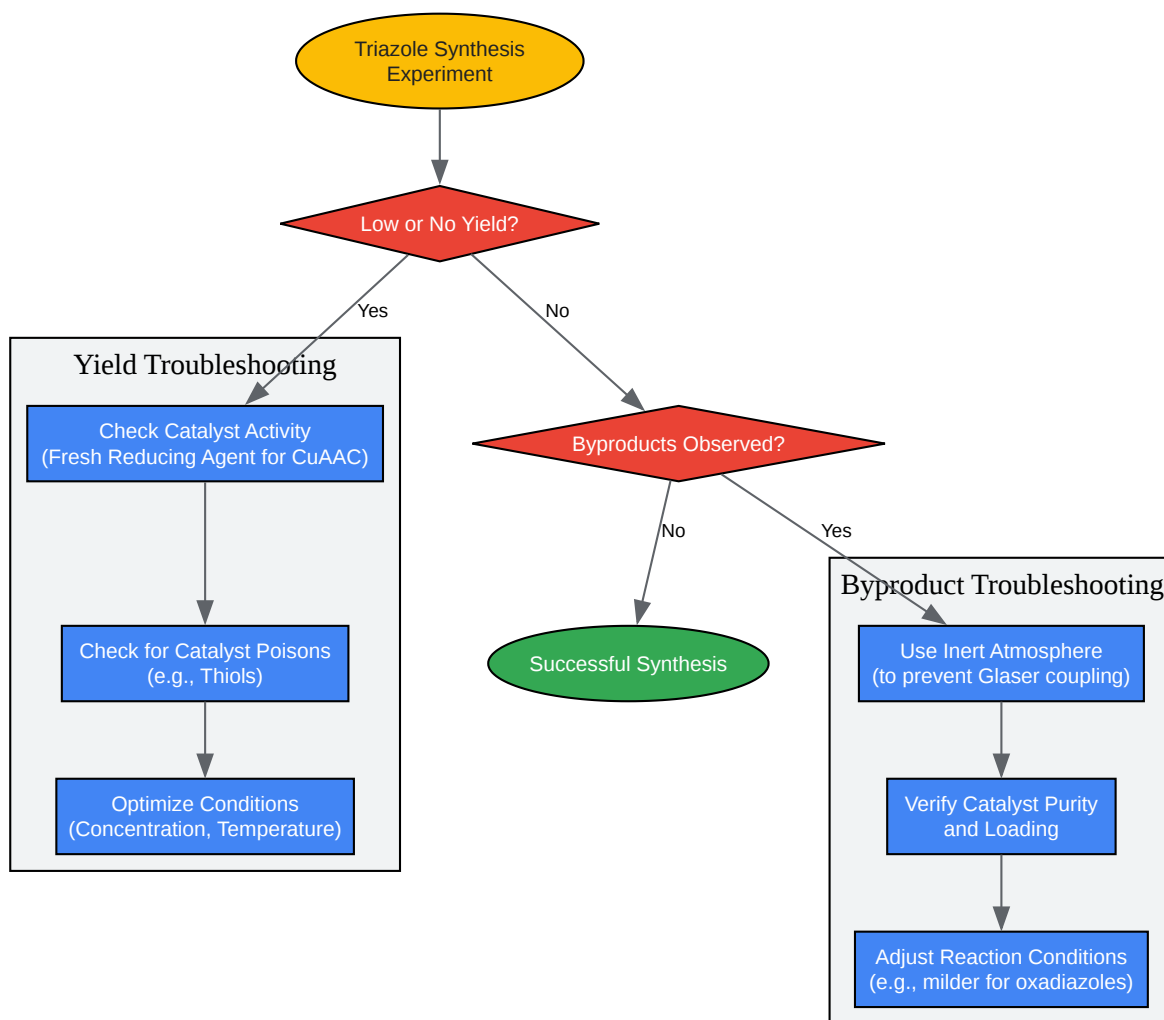 Triazole Synthesis
Experiment
Low or No Yield?
Yes
No
Yield Troubleshooting
Check Catalyst Activity
(Fresh Reducing Agent for CuAAC)
Check for Catalyst Poisons
(e.g., Thiols)
Optimize Conditions
(Concentration, Temperature)
Byproducts Observed?
No
Yes
Successful Synthesis
Byproduct Troubleshooting
Use Inert Atmosphere
(to prevent Glaser coupling)
Verify Catalyst Purity
and Loading
Adjust Reaction Conditions
(e.g., milder for oxadiazoles)